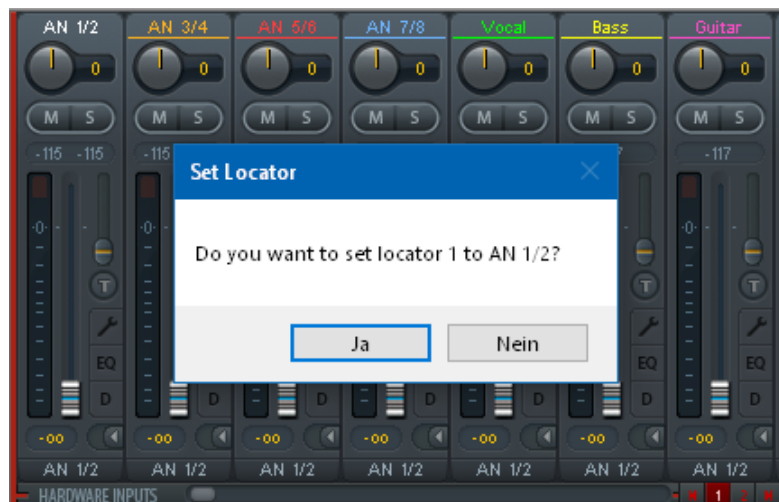 AN 1/2 AN 3/4 AN 5/6 AN 7/8 Vocal Bass Guitar
0 0 0 0 0 0 0
M S M S M S M S M S M S M S
-115 -115 -115 -117
Set Locator
Do you want to set locator 1 to AN 1/2?
Ja Nein
-0- -0- -0-
T T T
EQ EQ EQ
D D D D D D D
-oo -oo -oo -oo -oo -oo -oo
AN 1/2 AN 1/2 AN 1/2 AN 1/2 AN 1/2 AN 1/2 AN 1/2
HARDWARE INPUTS 1